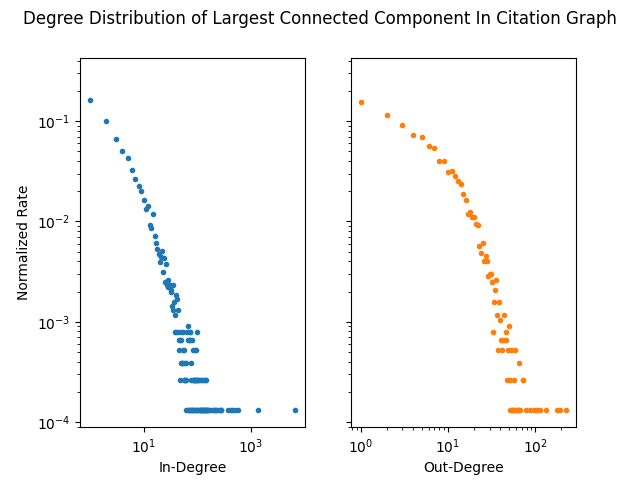 Degree Distribution of Largest Connected Component In Citation Graph
Normalized Rate
10⁻¹
10⁻²
10⁻³
10⁻⁴
10¹ 10³
In-Degree
10⁰ 10¹ 10²
Out-Degree